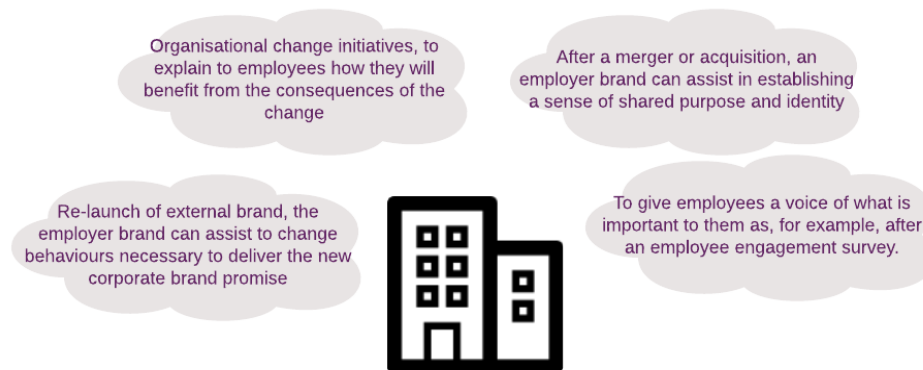 Organisational change initiatives, to
explain to employees how they will
benefit from the consequences of the
change
After a merger or acquisition, an
employer brand can assist in establishing
a sense of shared purpose and identity
Re-launch of external brand, the
employer brand can assist to change
behaviours necessary to deliver the new
corporate brand promise
To give employees a voice of what is
important to them as, for example, after
an employee engagement survey.